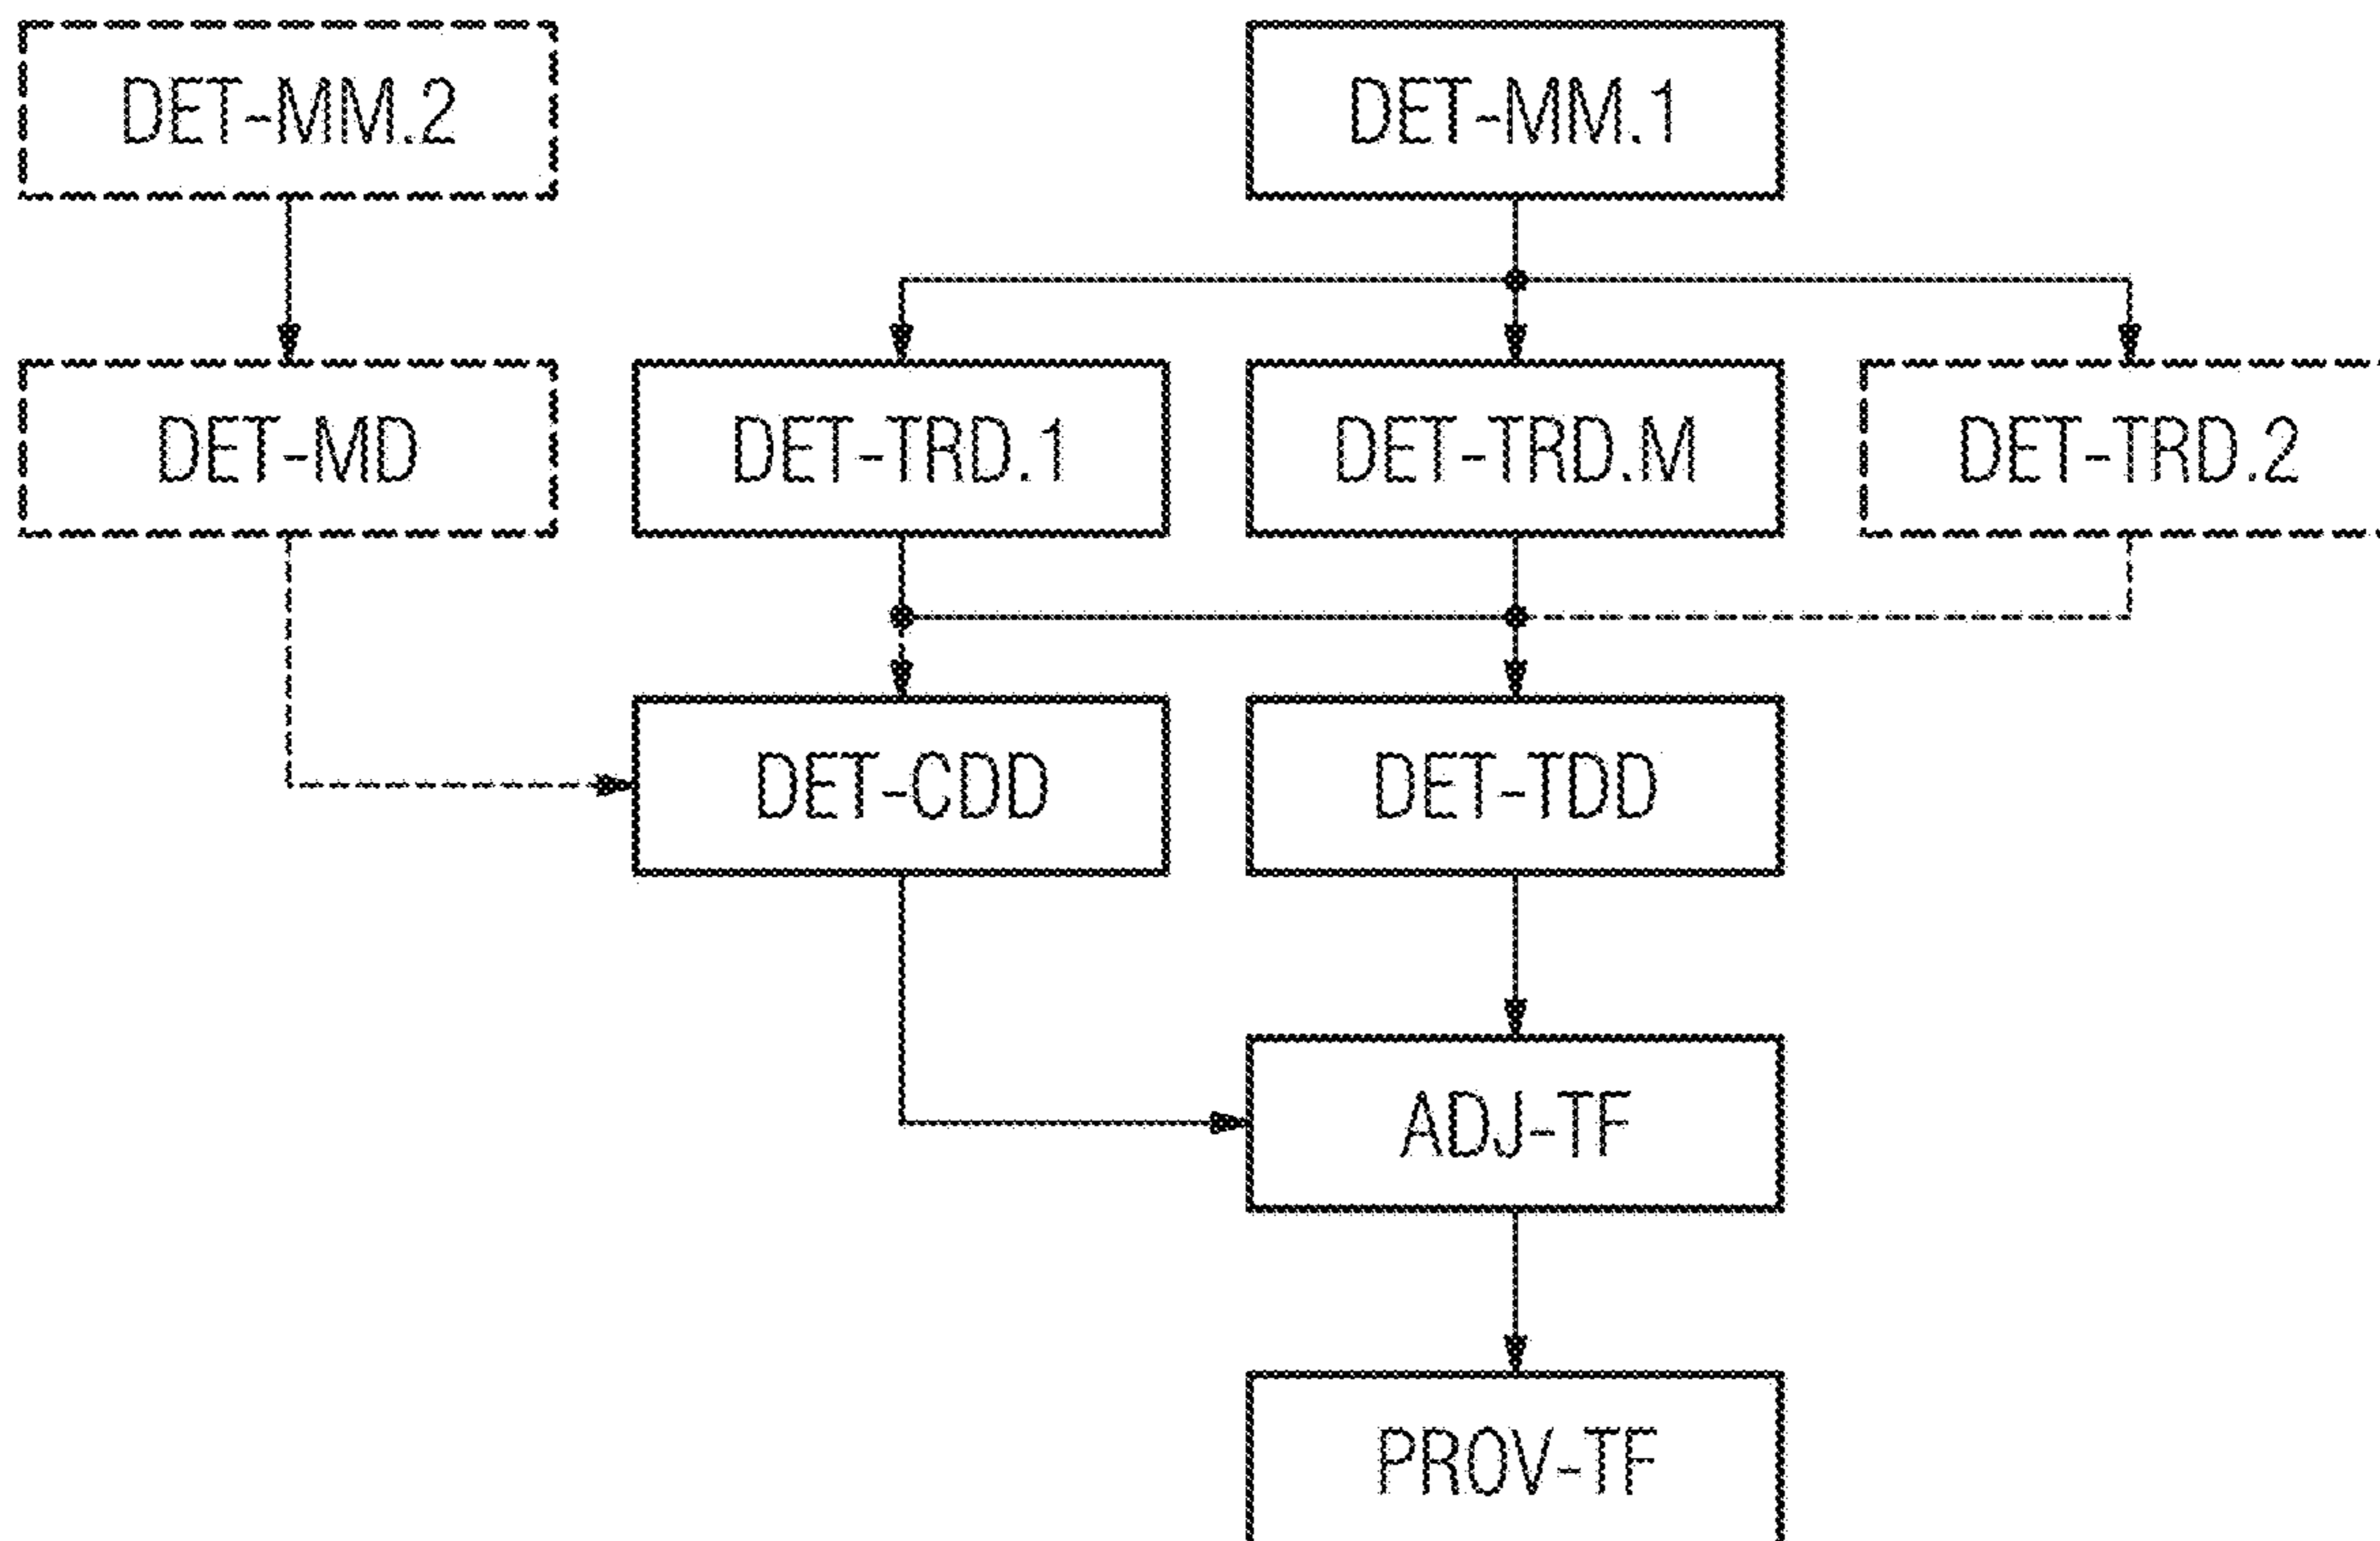 DET-MM.2
DET-MM.1
DET-MD
DET-TRD.1
DET-TRD.M
DET-TRD.2
DET-CDD
DET-TDD
ADJ-TF
PROV-TF